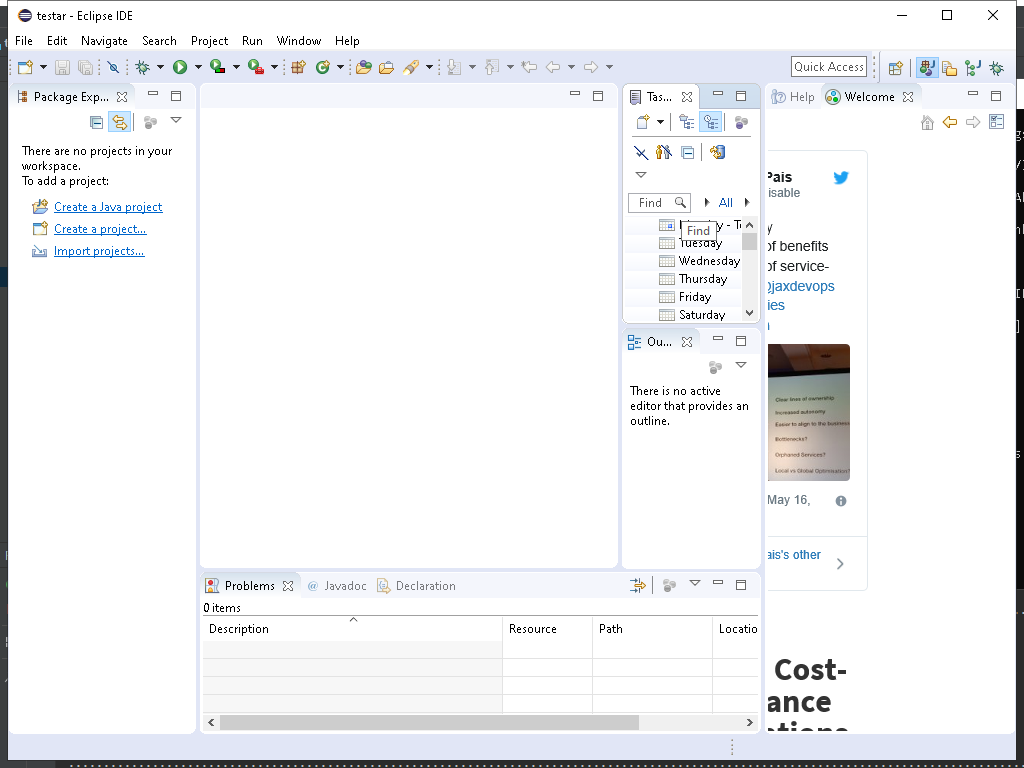 testar - Eclipse IDE
File Edit Navigate Search Project Run Window Help
Quick Access
Package Exp...
There are no projects in your
workspace.
To add a project:
Create a Java project
Create a project...
Import projects...
Tas...
Find All
Find
Tuesday
Wednesday
Thursday
Friday
Saturday
Ou...
There is no active
editor that provides an
outline.
Help Welcome
Pais
isable
y
of benefits
of service-
@jaxdevops
ies
Clear lines of ownership
Increased autonomy
Easier to align to the business
Bottlenecks?
Orphaned Services?
Local vs Global Optimisation?
May 16,
ais's other
Cost-
ance
Problems @ Javadoc Declaration
0 items
Description Resource Path Locatio